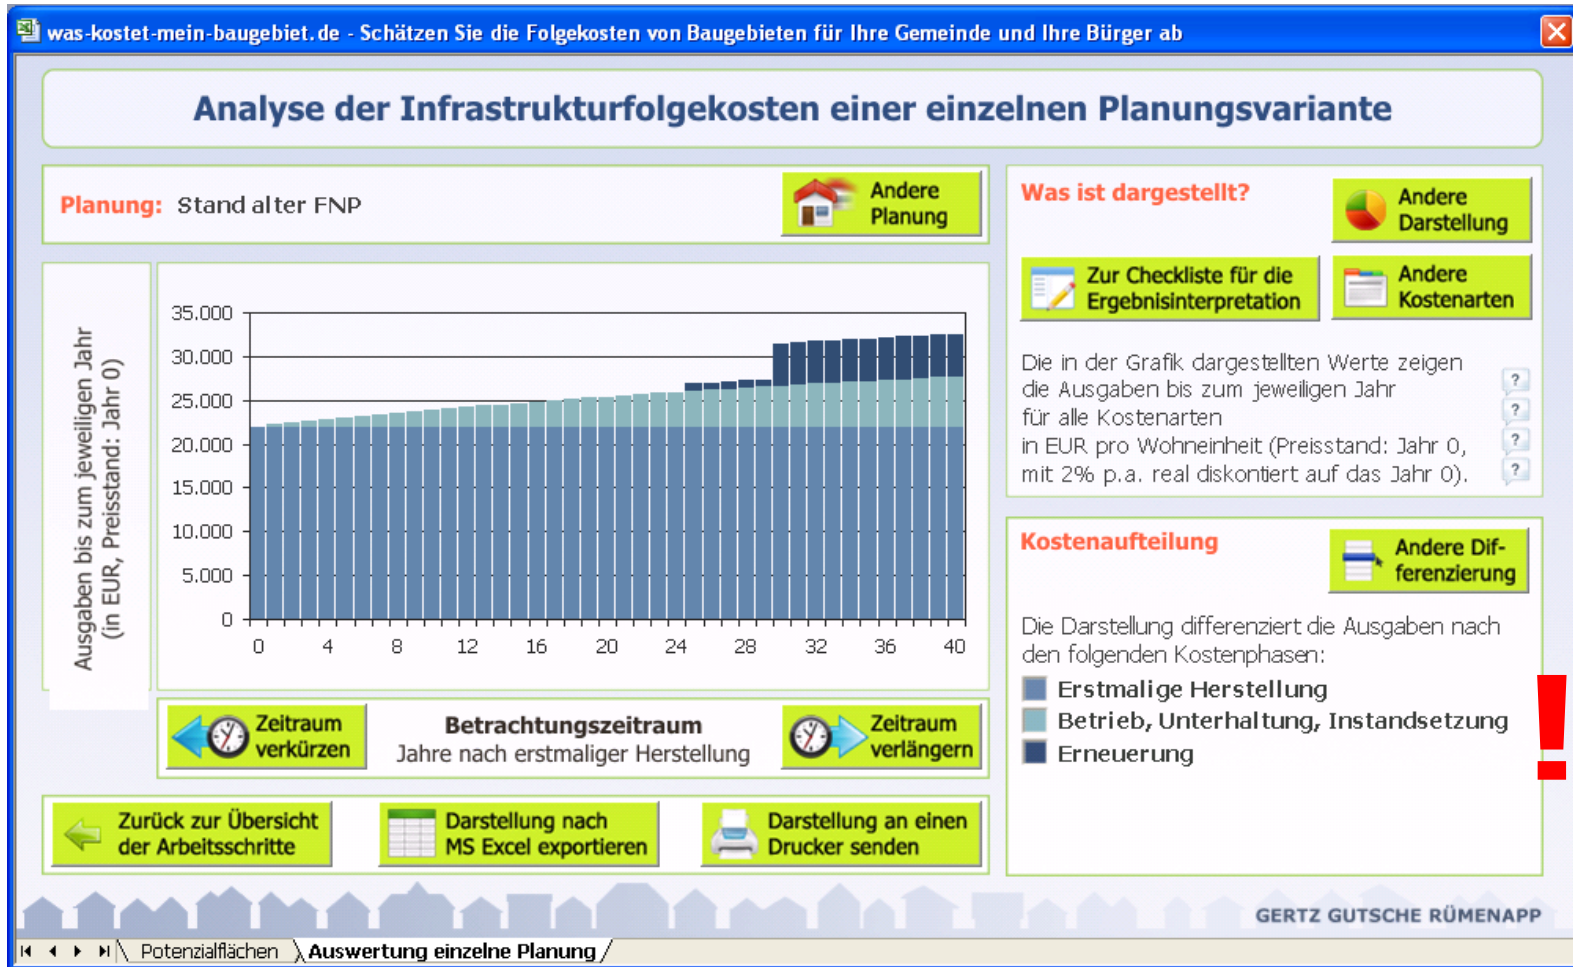 was-kostet-mein-baugebiet.de - Schätzen Sie die Folgekosten von Baugebieten für Ihre Gemeinde und Ihre Bürger ab
Analyse der Infrastrukturfolgekosten einer einzelnen Planungsvariante
Planung: Stand alter FNP
Andere
Planung
Ausgaben bis zum jeweiligen Jahr
(in EUR, Preisstand: Jahr 0)
35.000
30.000
25.000
20.000
15.000
10.000
5.000
0
0 4 8 12 16 20 24 28 32 36 40
Zeitraum
verkürzen
Betrachtungszeitraum
Jahre nach erstmaliger Herstellung
Zeitraum
verlängern
Zurück zur Übersicht
der Arbeitsschritte
Darstellung nach
MS Excel exportieren
Darstellung an einen
Drucker senden
Was ist dargestellt?
Andere
Darstellung
Zur Checkliste für die
Ergebnisinterpretation
Andere
Kostenarten
Die in der Grafik dargestellten Werte zeigen
die Ausgaben bis zum jeweiligen Jahr
für alle Kostenarten
in EUR pro Wohneinheit (Preisstand: Jahr 0,
mit 2% p.a. real diskontiert auf das Jahr 0).
?
?
?
?
Kostenaufteilung
Andere Dif-
ferenzierung
Die Darstellung differenziert die Ausgaben nach
den folgenden Kostenphasen:
Erstmalige Herstellung
Betrieb, Unterhaltung, Instandsetzung
Erneuerung
!
GERTZ GUTSCHE RÜMENAPP
Potenzialflächen
Auswertung einzelne Planung